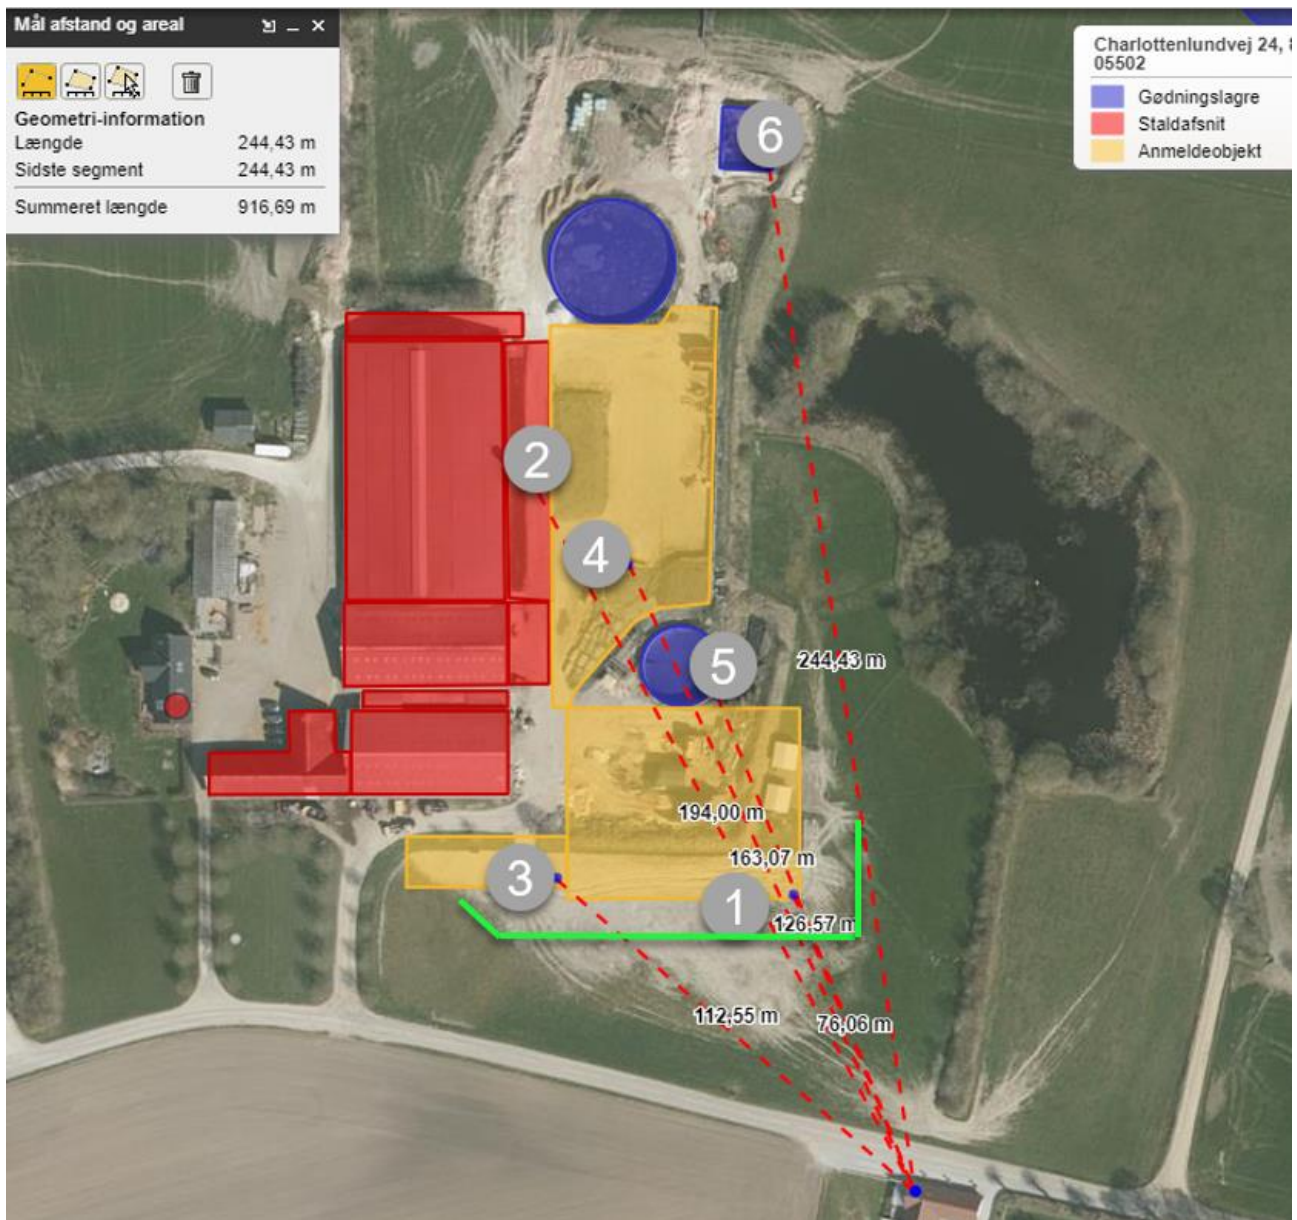 Mål afstand og areal
Geometri-information
Længde 244,43 m
Sidste segment 244,43 m
Summeret længde 916,69 m
Charlottenlundvej 24, 8
05502
Gødningslagre
Staldafsnit
Anmeldeobjekt
6
2
4
5
244,43 m
194,00 m
163,07 m
3
1
126,57 m
112,55 m
76,06 m